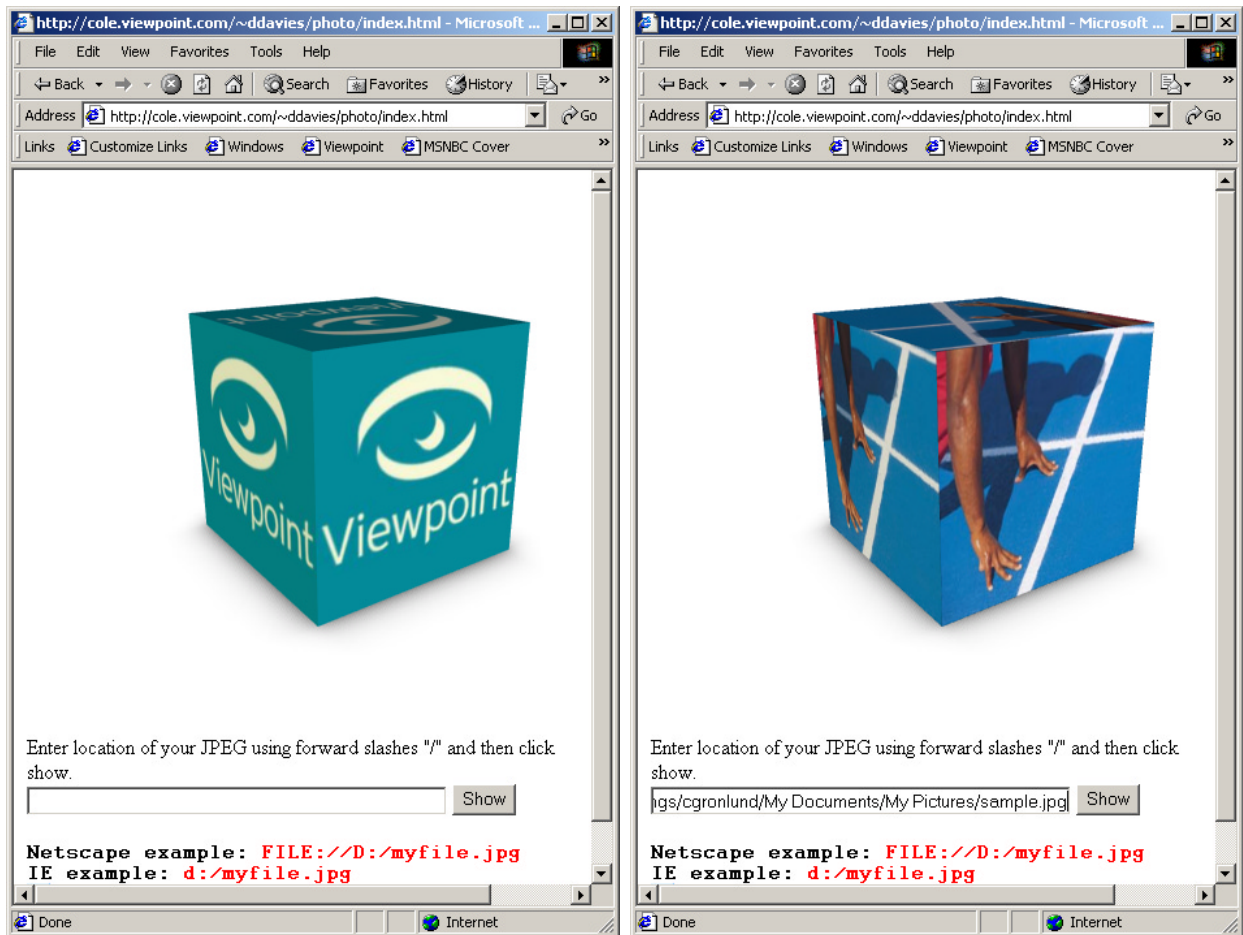 http://cole.viewpoint.com/~ddavies/photo/index.html - Microsoft ...
File Edit View Favorites Tools Help
Back Search Favorites History »
Address http://cole.viewpoint.com/~ddavies/photo/index.html Go
Links Customize Links Windows Viewpoint MSNBC Cover »
Viewpoint
Viewpoint Viewpoint
Enter location of your JPEG using forward slashes "/" and then click
show.
Show
Netscape example: FILE://D:/myfile.jpg
IE example: d:/myfile.jpg
Done Internet
http://cole.viewpoint.com/~ddavies/photo/index.html - Microsoft ...
File Edit View Favorites Tools Help
Back Search Favorites History »
Address http://cole.viewpoint.com/~ddavies/photo/index.html Go
Links Customize Links Windows Viewpoint MSNBC Cover »
Enter location of your JPEG using forward slashes "/" and then click
show.
ngs/cgronlund/My Documents/My Pictures/sample.jpg Show
Netscape example: FILE://D:/myfile.jpg
IE example: d:/myfile.jpg
Done Internet